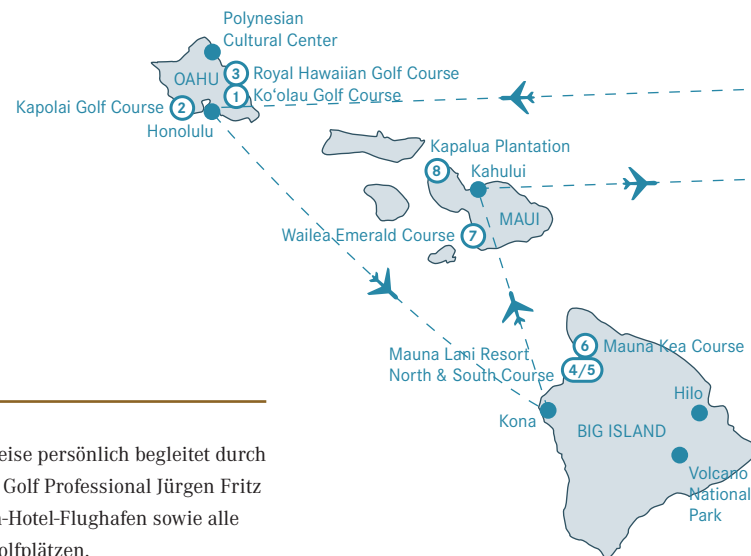 Polynesian
Cultural Center
OAHU
3 Royal Hawaiian Golf Course
1 Ko‘olau Golf Course
Kapolai Golf Course 2
Honolulu
Kapalua Plantation
8
Kahului
MAUI
Wailea Emerald Course 7
6 Mauna Kea Course
Mauna Lani Resort
North & South Course 4/5
Hilo
Kona
BIG ISLAND
Volcano
National
Park
eise persönlich begleitet durch
Golf Professional Jürgen Fritz
-Hotel-Flughafen sowie alle
olfplätzen.